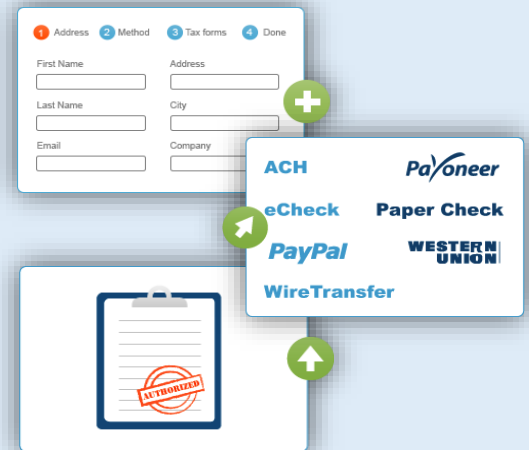 1 Address 2 Method 3 Tax forms 4 Done
First Name Address
Last Name City
Email Company
ACH Payoneer
eCheck Paper Check
PayPal WESTERN UNION
WireTransfer
AUTHORIZED